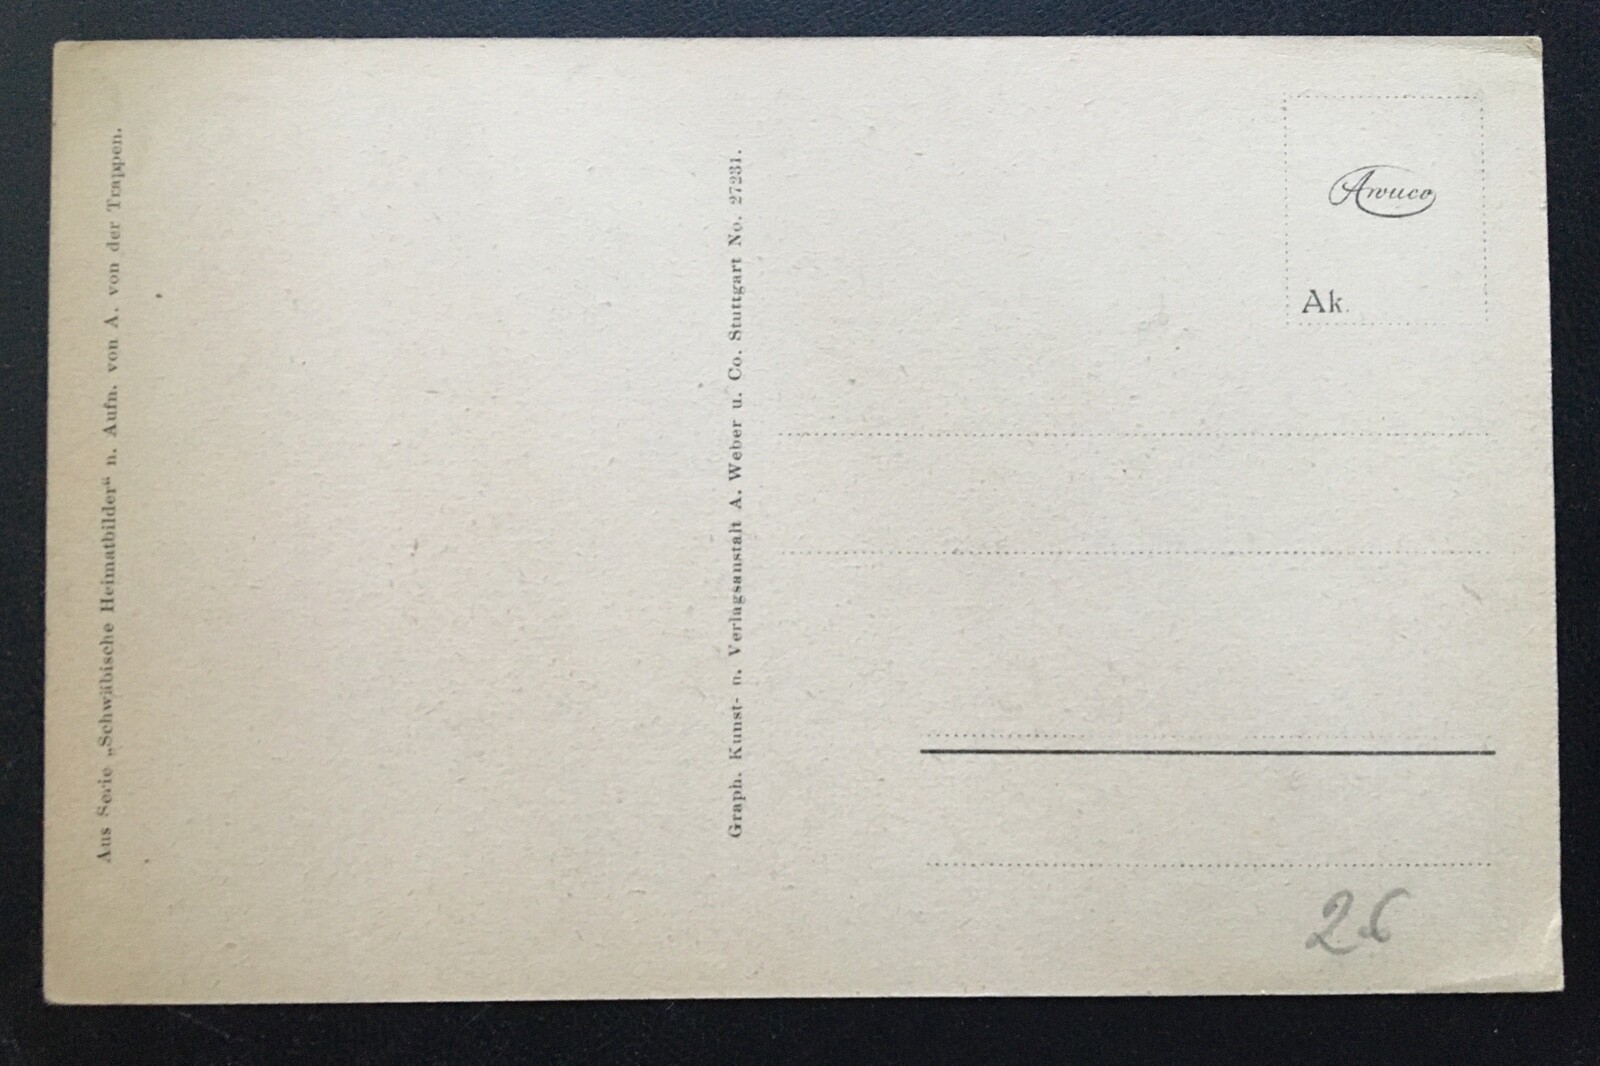 Aus Serie „Schwäbische Heimatbilder“ n. Aufn. von A. von der Trappen.
Graph. Kunst- u. Verlagsanstalt A. Weber u. Co. Stuttgart No. 27231.
Awuco
Ak.
26